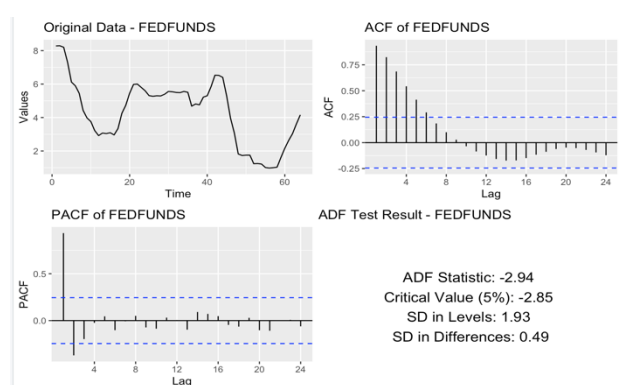 Original Data - FEDFUNDS
8
6
4
2
Values
0 20 40 60
Time
ACF of FEDFUNDS
0.75
0.50
0.25
0.00
-0.25
ACF
4 8 12 16 20 24
Lag
PACF of FEDFUNDS
0.5
0.0
PACF
4 8 12 16 20 24
Lag
ADF Test Result - FEDFUNDS
ADF Statistic: -2.94
Critical Value (5%): -2.85
SD in Levels: 1.93
SD in Differences: 0.49